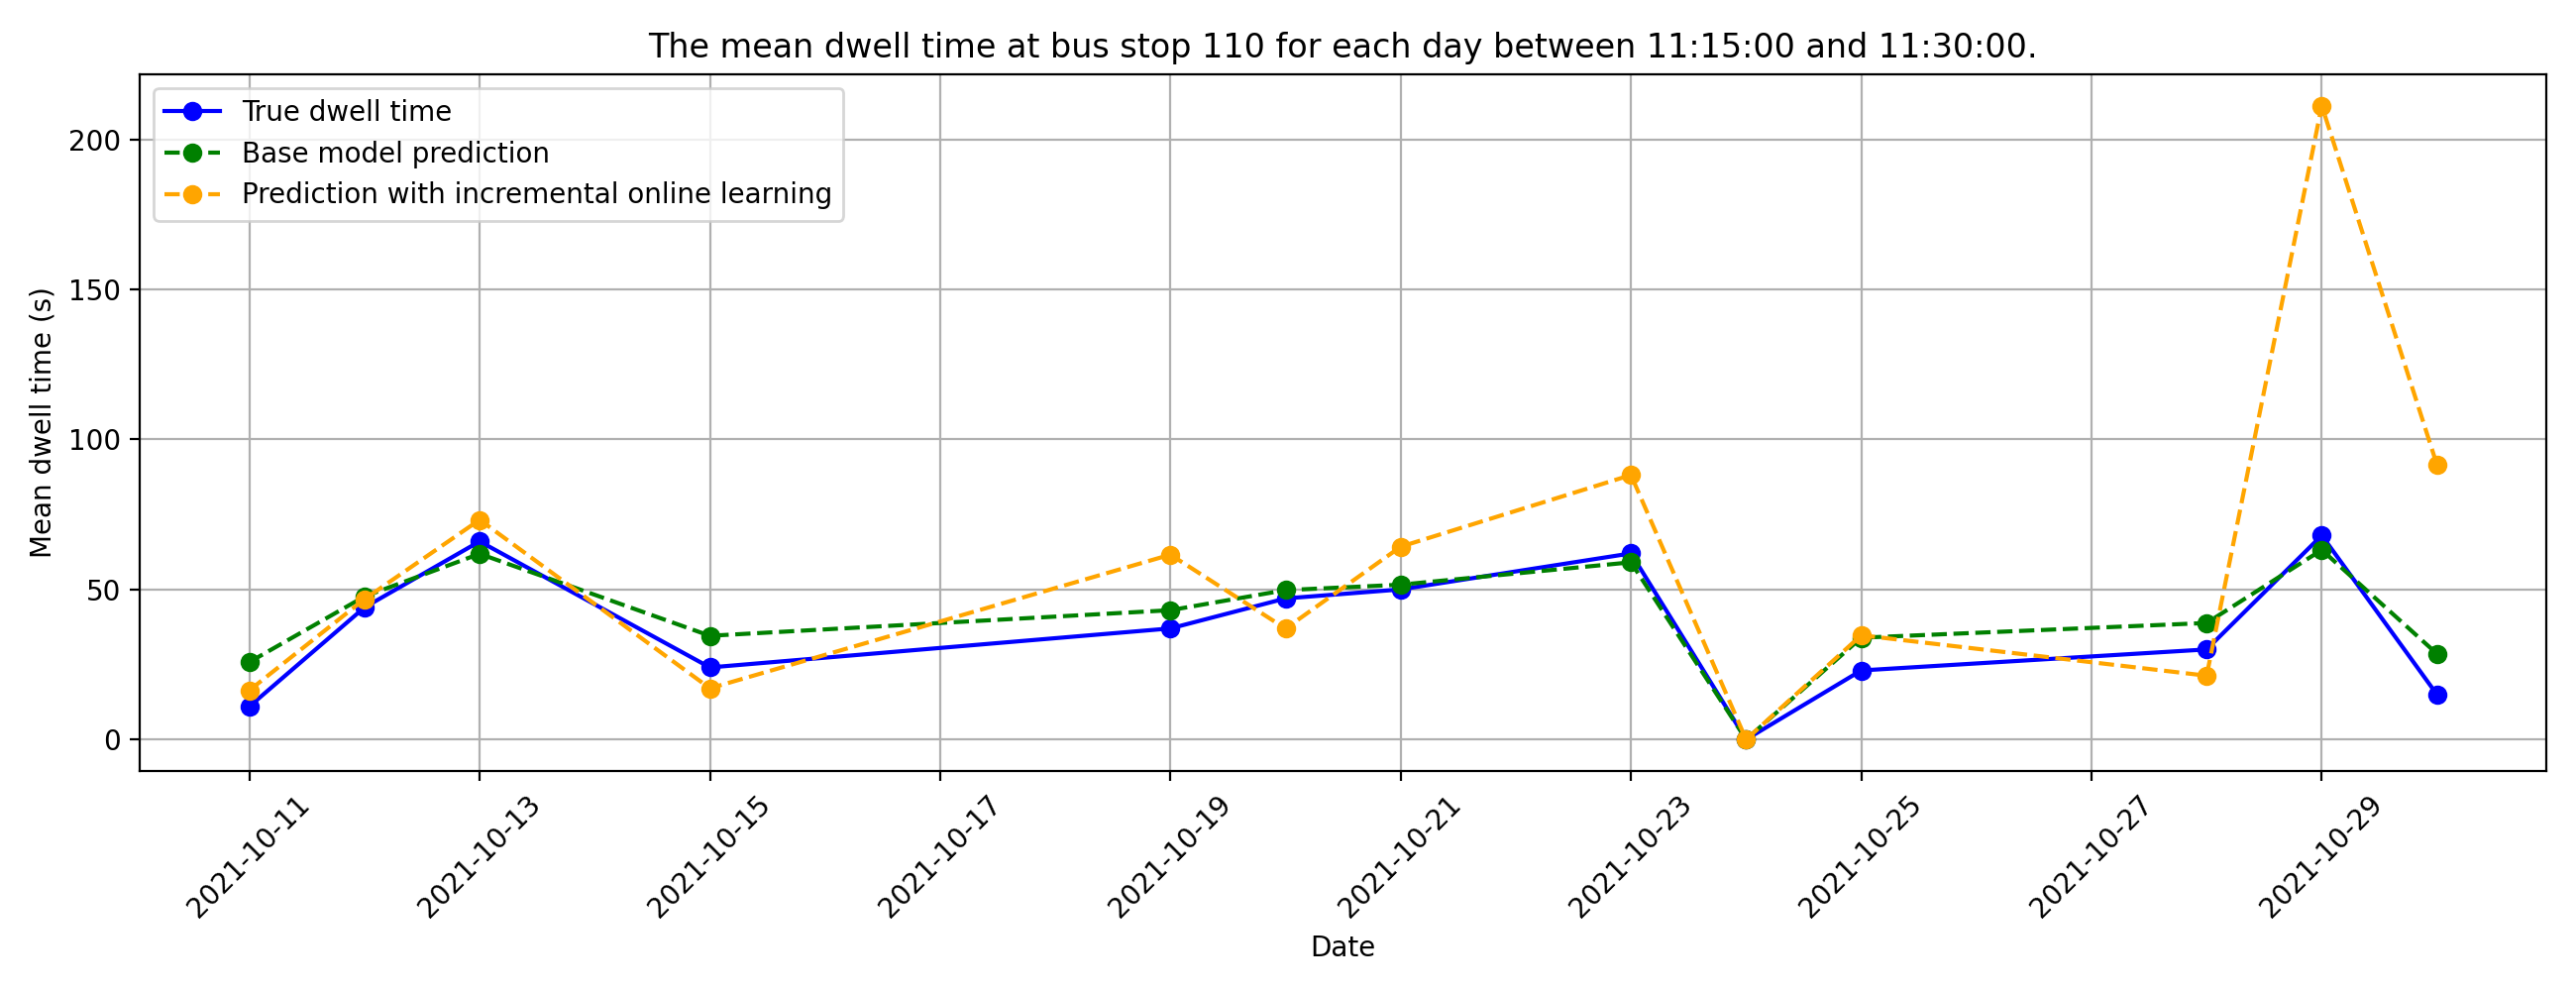 The mean dwell time at bus stop 110 for each day between 11:15:00 and 11:30:00.
True dwell time
Base model prediction
Prediction with incremental online learning
Mean dwell time (s)
200
150
100
50
0
2021-10-11
2021-10-13
2021-10-15
2021-10-17
2021-10-19
2021-10-21
2021-10-23
2021-10-25
2021-10-27
2021-10-29
Date